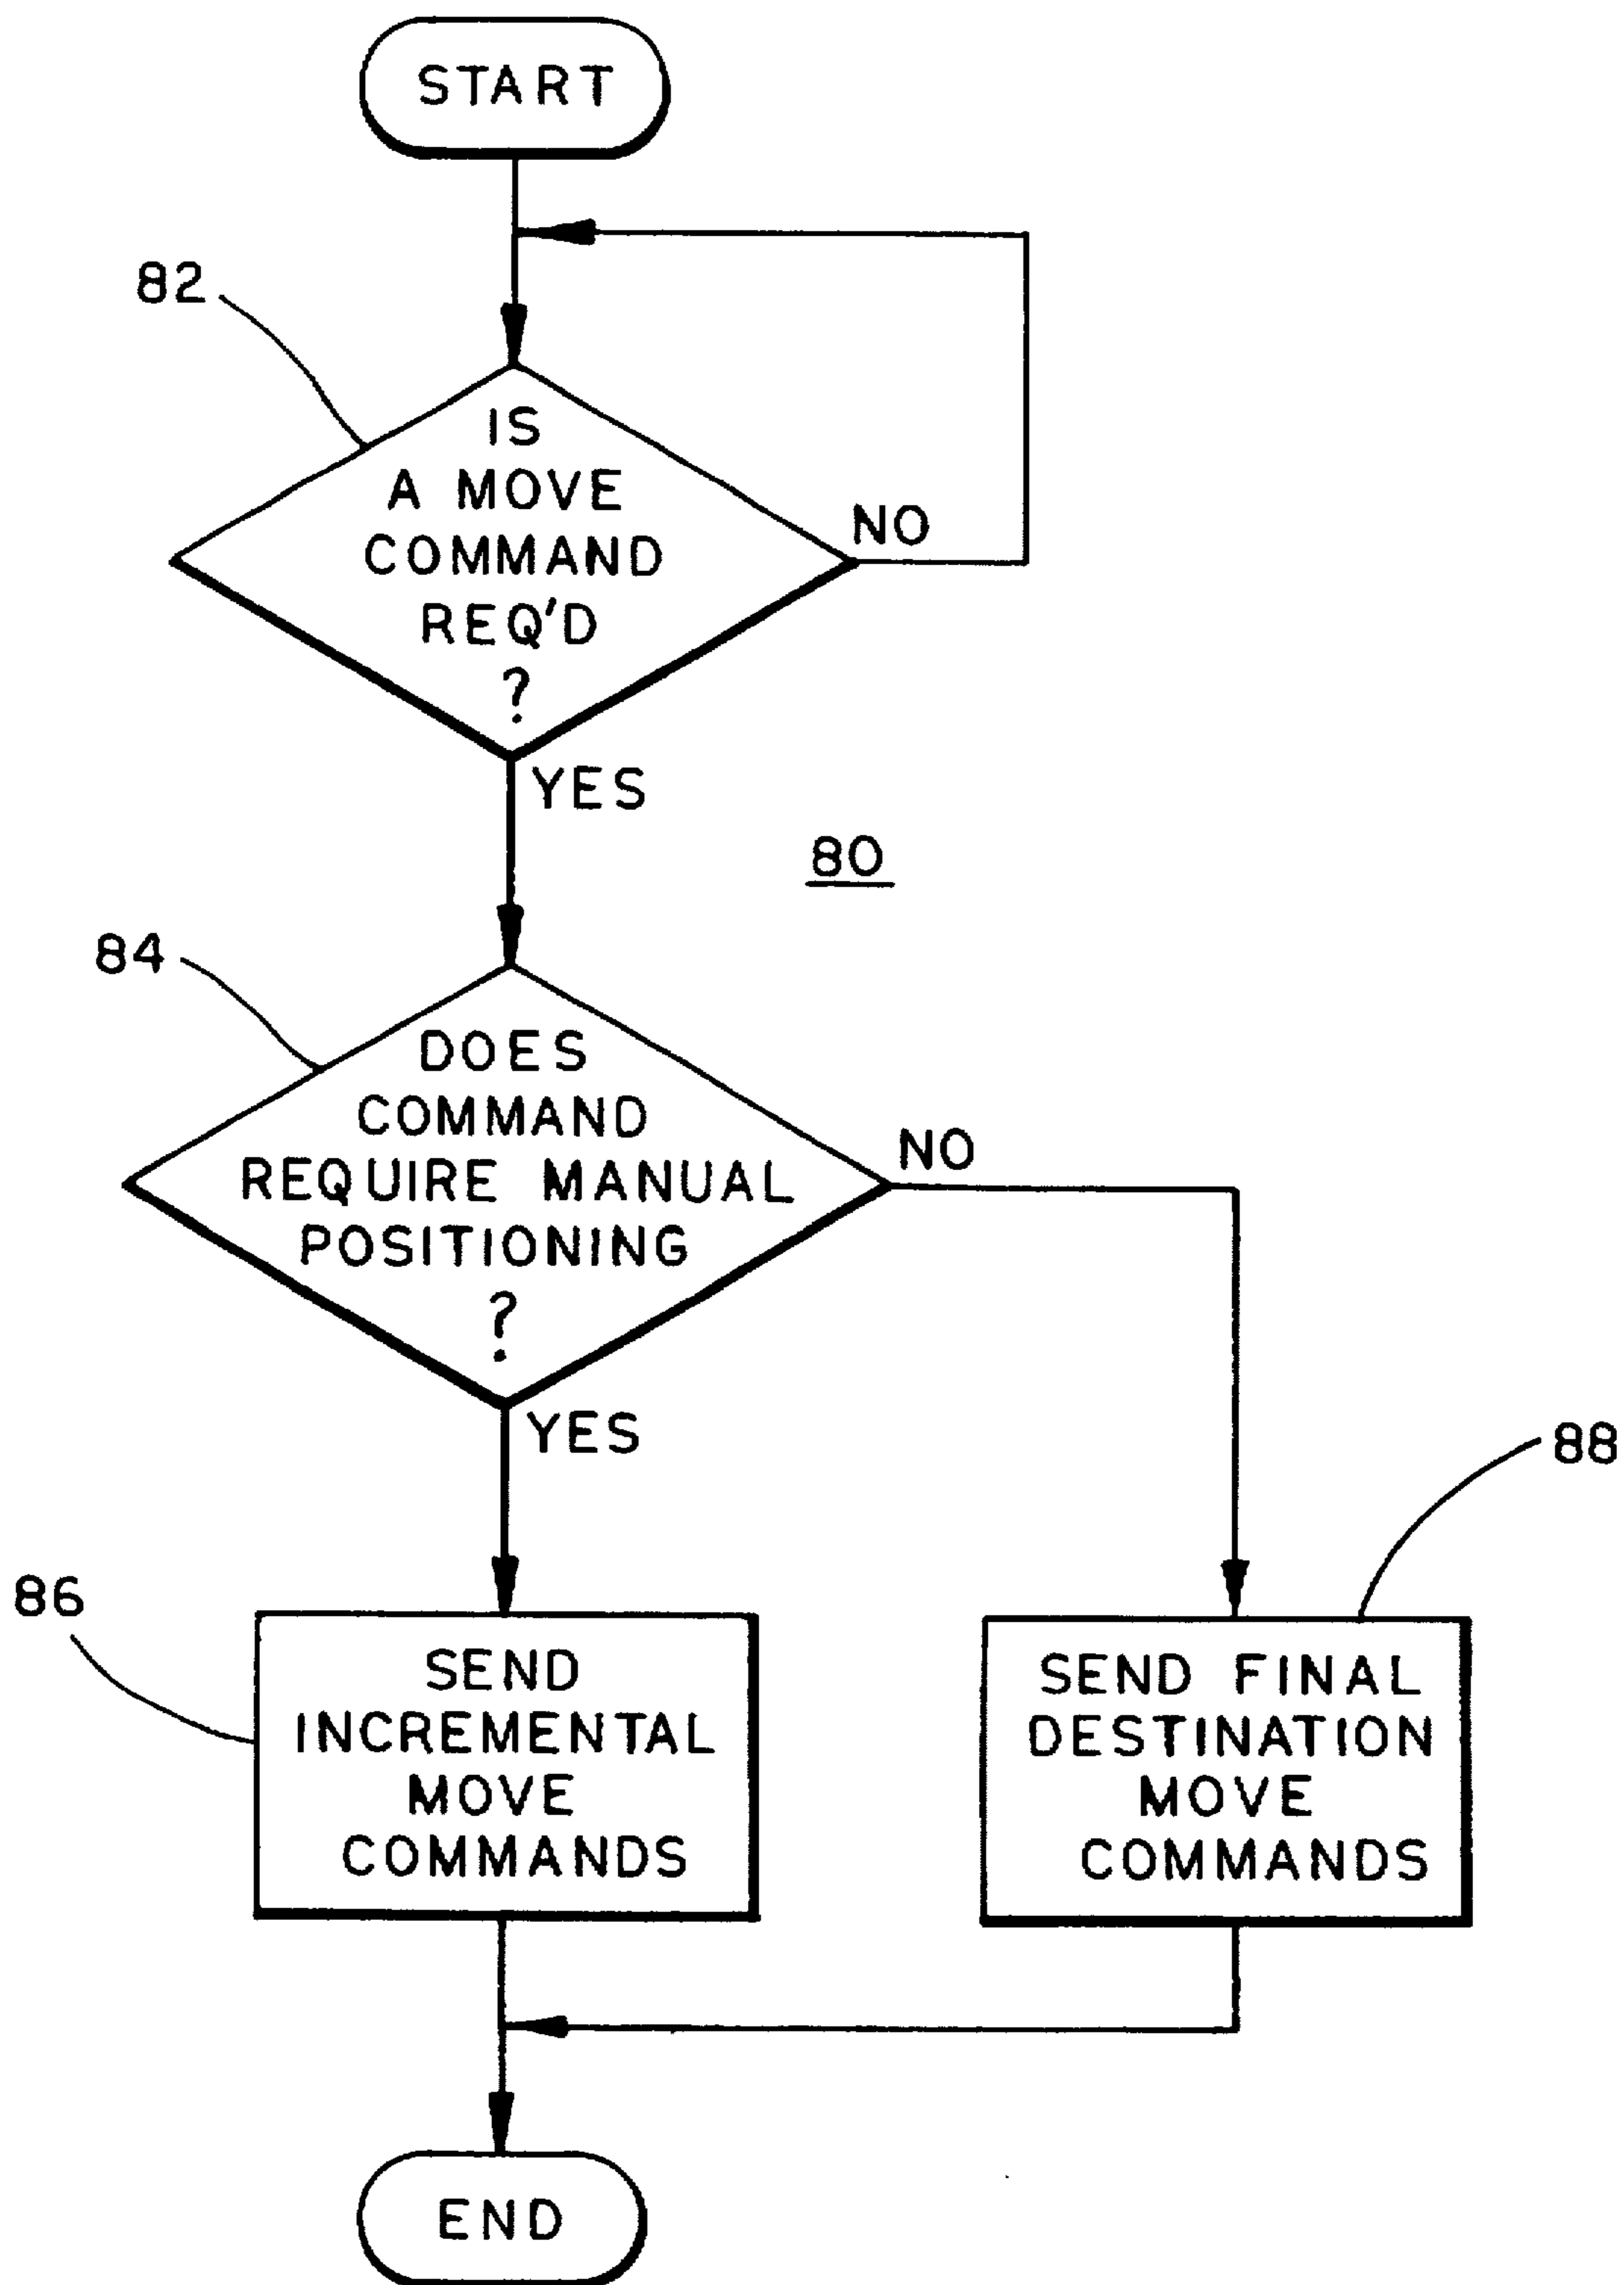 START
82
IS
A MOVE
COMMAND
REQ'D
?
NO
YES
80
84
DOES
COMMAND
REQUIRE MANUAL
POSITIONING
?
NO
YES
88
86
SEND
INCREMENTAL
MOVE
COMMANDS
SEND FINAL
DESTINATION
MOVE
COMMANDS
END